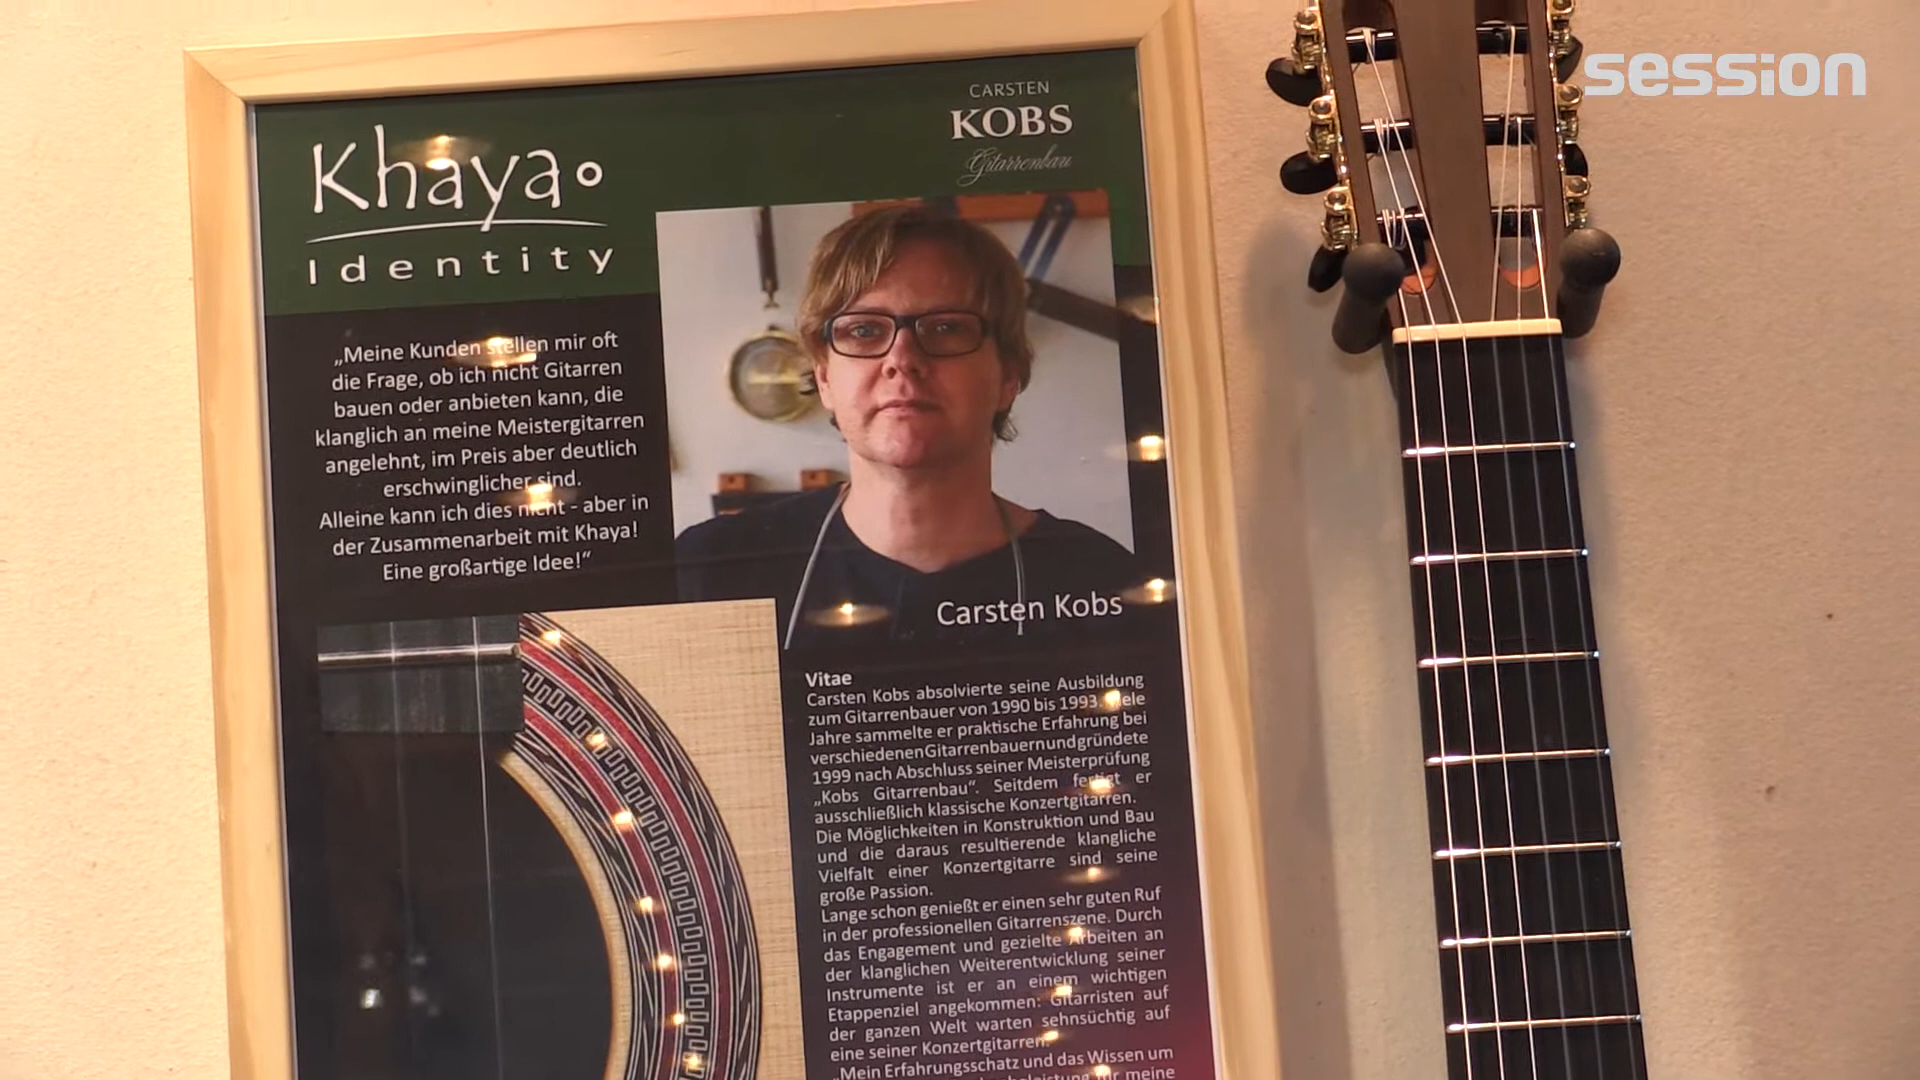 session
Khaya
Identity
CARSTEN
KOBS
Gitarrenbau
„Meine Kunden stellen mir oft
die Frage, ob ich nicht Gitarren
bauen oder anbieten kann, die
klanglich an meine Meistergitarren
angelehnt, im Preis aber deutlich
erschwinglicher sind.
Alleine kann ich dies nicht - aber in
der Zusammenarbeit mit Khaya!
Eine großartige Idee!“
Carsten Kobs
Vitae
Carsten Kobs absolvierte seine Ausbildung
zum Gitarrenbauer von 1990 bis 1993. Viele
Jahre sammelte er praktische Erfahrung bei
verschiedenen Gitarrenbauern und gründete
1999 nach Abschluss seiner Meisterprüfung
„Kobs Gitarrenbau“. Seitdem fertigt er
ausschließlich klassische Konzertgitarren.
Die Möglichkeiten in Konstruktion und Bau
und die daraus resultierende klangliche
Vielfalt einer Konzertgitarre sind seine
große Passion.
Lange schon genießt er einen sehr guten Ruf
in der professionellen Gitarrenszene. Durch
das Engagement und gezielte Arbeiten an
der klanglichen Weiterentwicklung seiner
Instrumente ist er an einem wichtigen
Etappenziel angekommen: Gitarristen auf
der ganzen Welt warten sehnsüchtig auf
eine seiner Konzertgitarren.
„Mein Erfahrungsschatz und das Wissen um
meine